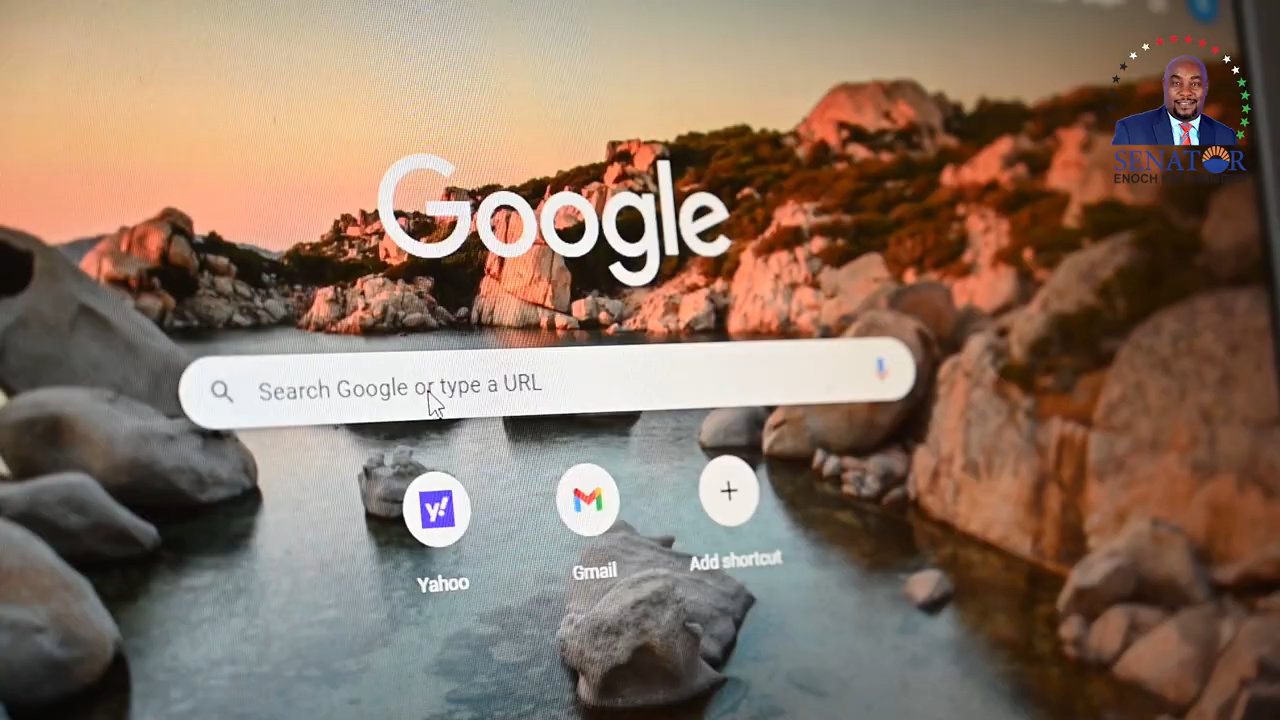 Google
SENATOR
ENOCH
Search Google or type a URL
y!
Yahoo
Gmail
Add shortcut